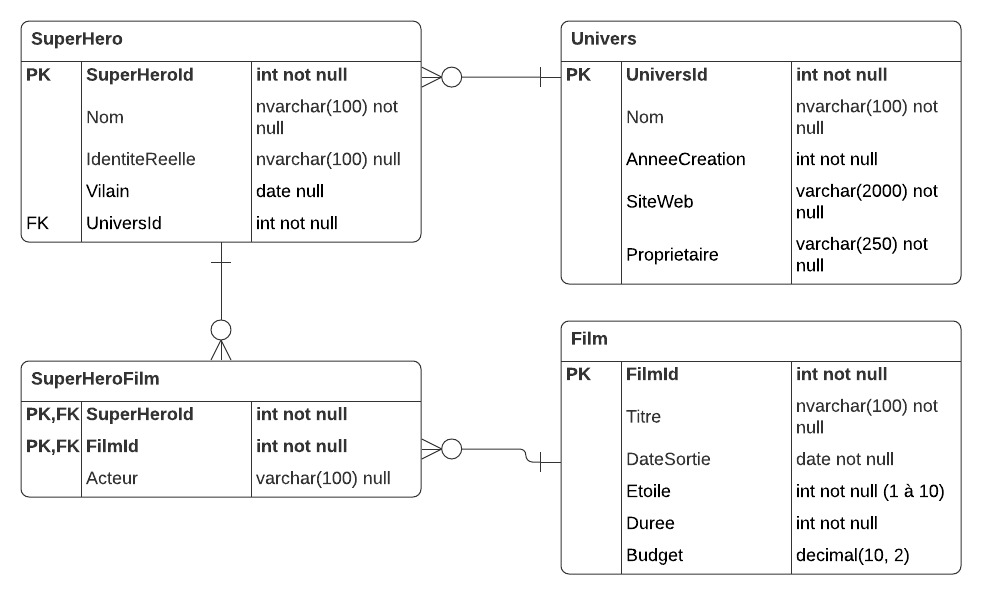 SuperHero
PK SuperHeroId int not null
Nom nvarchar(100) not
null
IdentiteReelle nvarchar(100) null
Vilain date null
FK UniversId int not null
Univers
PK UniversId int not null
Nom nvarchar(100) not
null
AnneeCreation int not null
SiteWeb varchar(2000) not
null
Proprietaire varchar(250) not
null
SuperHeroFilm
PK,FK SuperHeroId int not null
PK,FK FilmId int not null
Acteur varchar(100) null
Film
PK FilmId int not null
Titre nvarchar(100) not
null
DateSortie date not null
Etoile int not null (1 à 10)
Duree int not null
Budget decimal(10, 2)